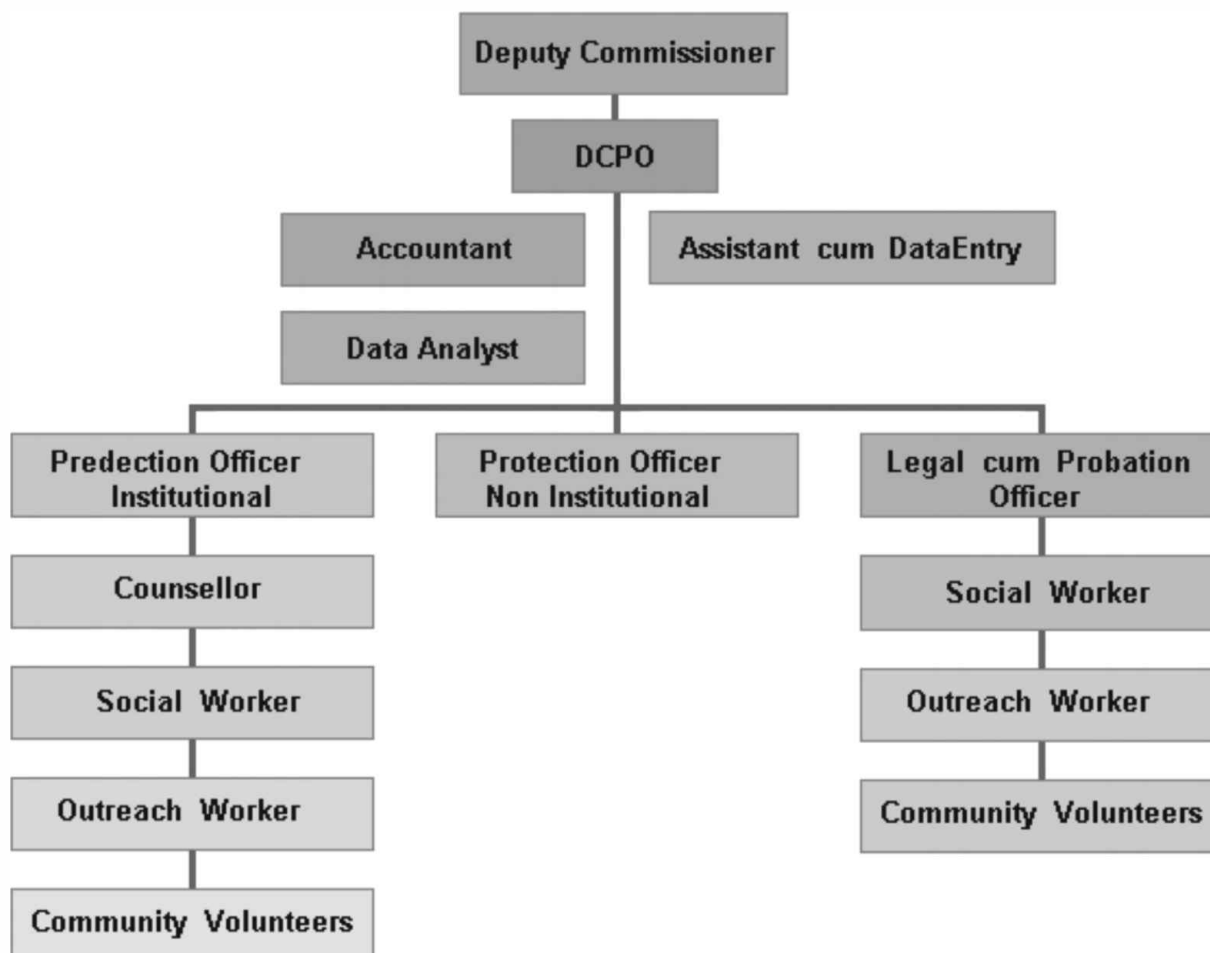 Deputy Commissioner
DCPO
Accountant
Assistant cum DataEntry
Data Analyst
Predection Officer
Institutional
Protection Officer
Non Institutional
Legal cum Probation
Officer
Counsellor
Social Worker
Social Worker
Outreach Worker
Outreach Worker
Community Volunteers
Community Volunteers